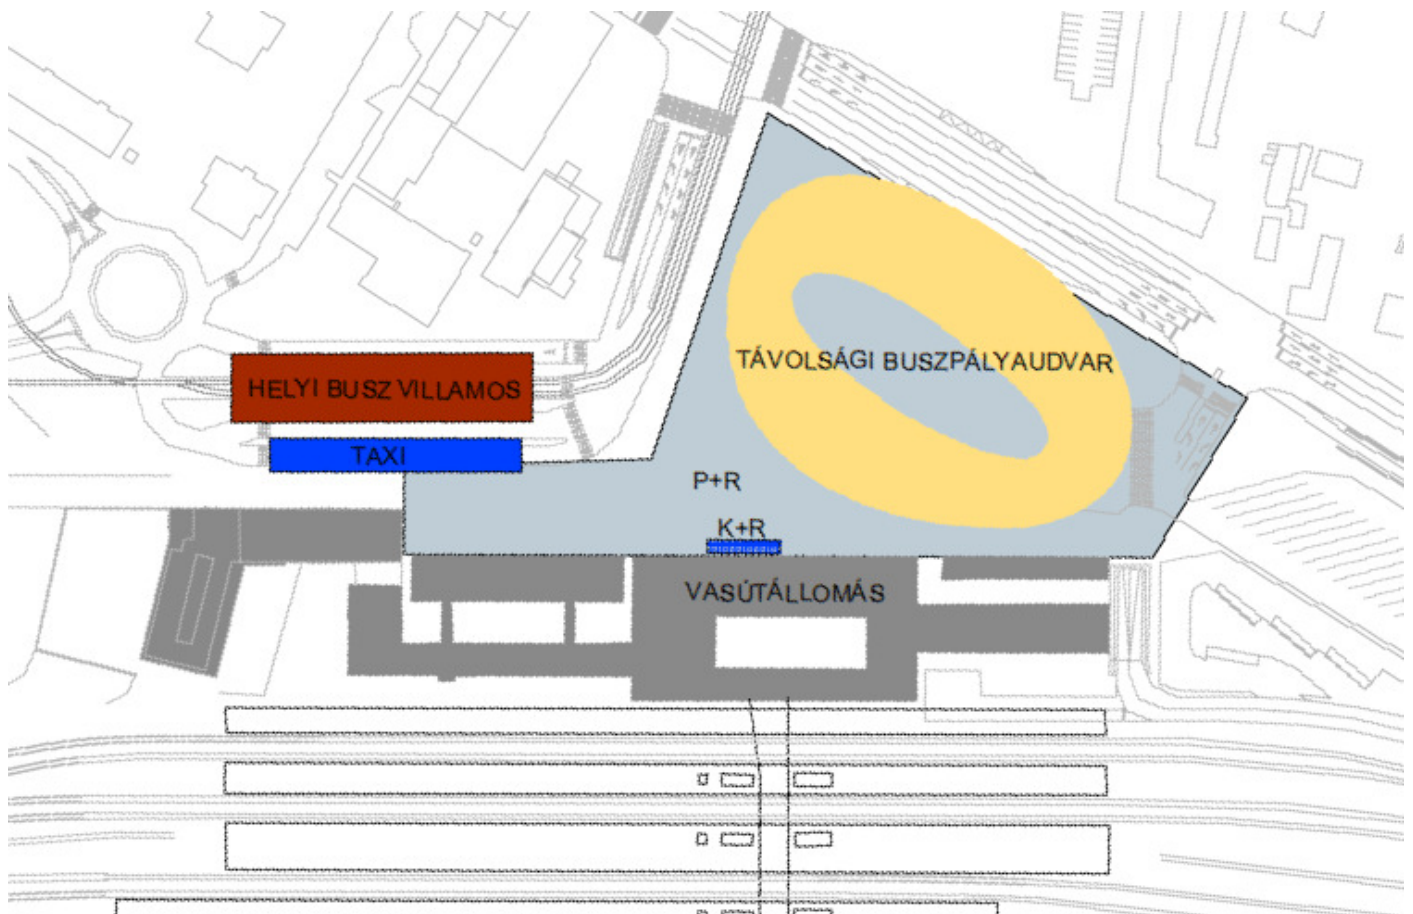 TÁVOLSÁGI BUSZPÁLYAUDVAR
HELYI BUSZ VILLAMOS
TAXI
P+R
K+R
VASÚTÁLLOMÁS